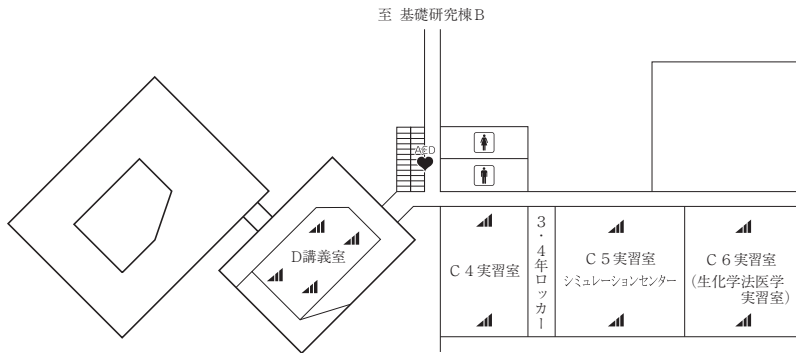 至 基礎研究棟B
AED
D講義室
C4実習室
3・4年ロッカー
C5実習室
シミュレーションセンター
C6実習室
(生化学法医学
実習室)